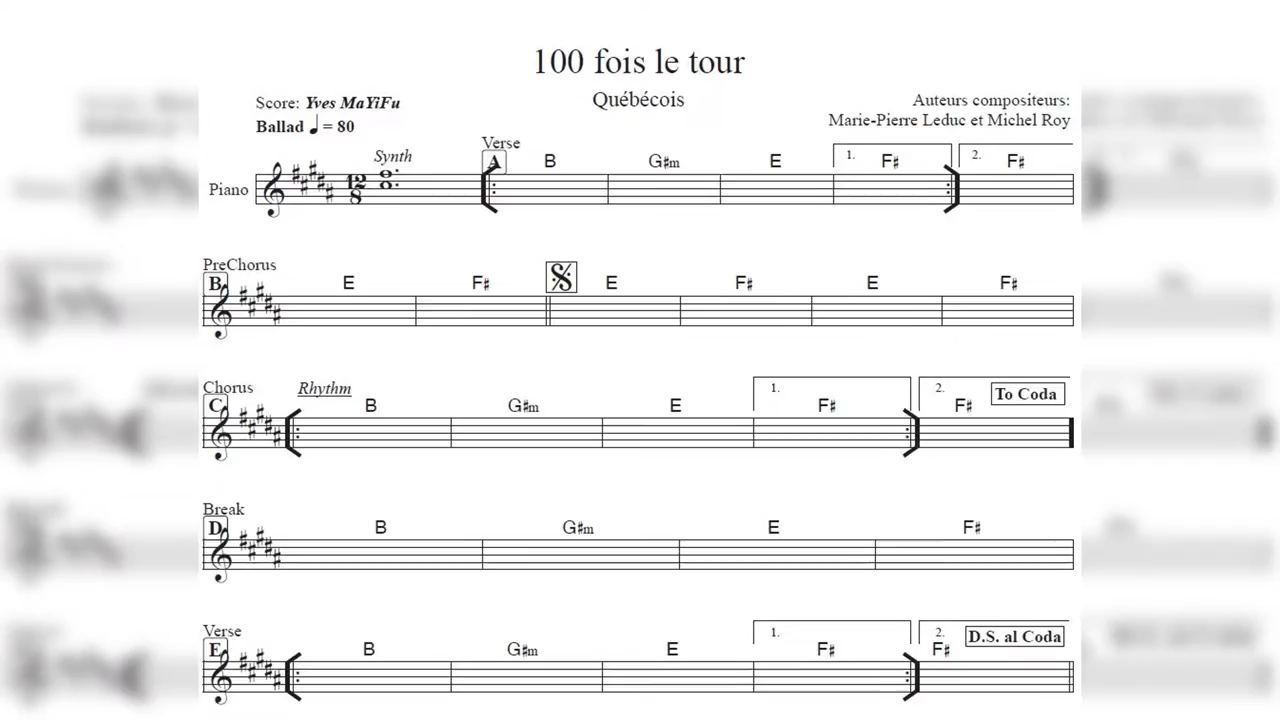 100 fois le tour
Québécois
Score: Yves MaYiFu
Auteurs compositeurs:
Ballad ♩ = 80
Marie-Pierre Leduc et Michel Roy
Verse
Synth
A B G♯m E 1. F♯ 2. F♯
Piano 12/8
PreChorus
B E F♯ E F♯ E F♯
Chorus Rhythm
C B G♯m E 1. F♯ 2. F♯ To Coda
Break
D B G♯m E F♯
Verse
E B G♯m E 1. F♯ 2. F♯ D.S. al Coda